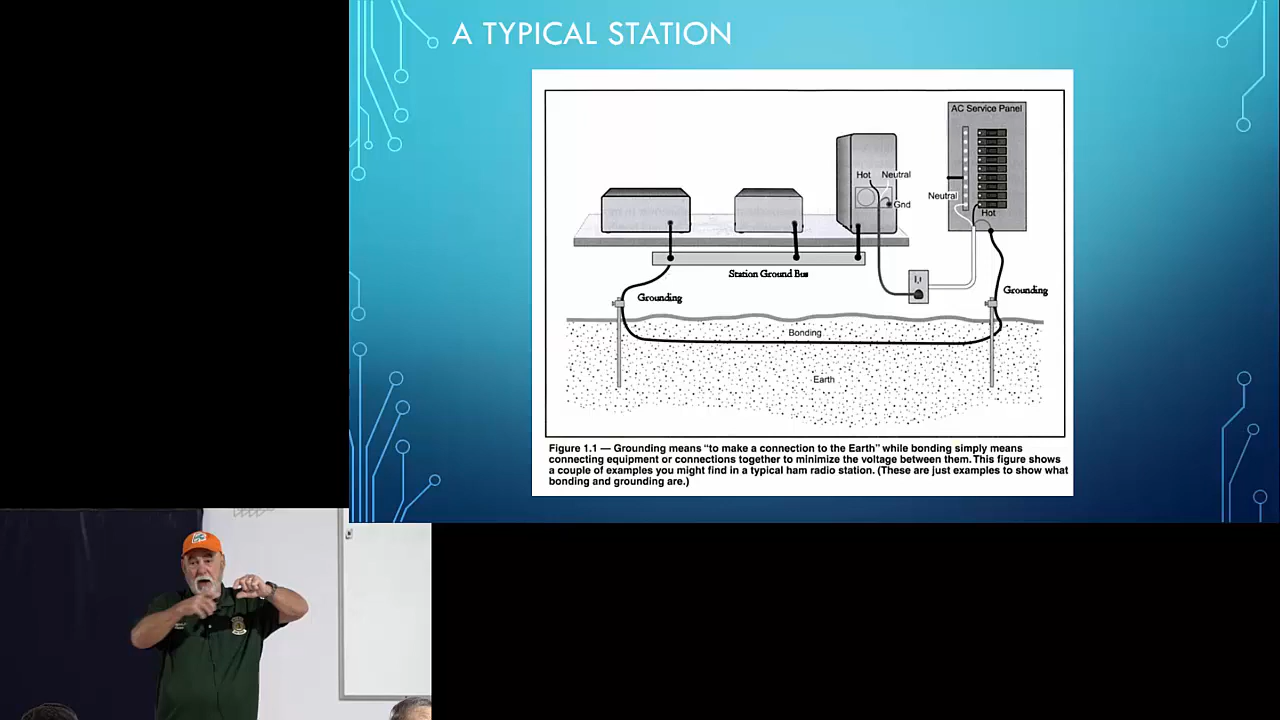 A TYPICAL STATION
AC Service Panel
Hot Neutral
Gnd
Neutral
Hot
Station Ground Bus
Grounding
Grounding
Bonding
Earth
Figure 1.1 — Grounding means “to make a connection to the Earth” while bonding simply means
connecting equipment or connections together to minimize the voltage between them. This figure shows
a couple of examples you might find in a typical ham radio station. (These are just examples to show what
bonding and grounding are.)